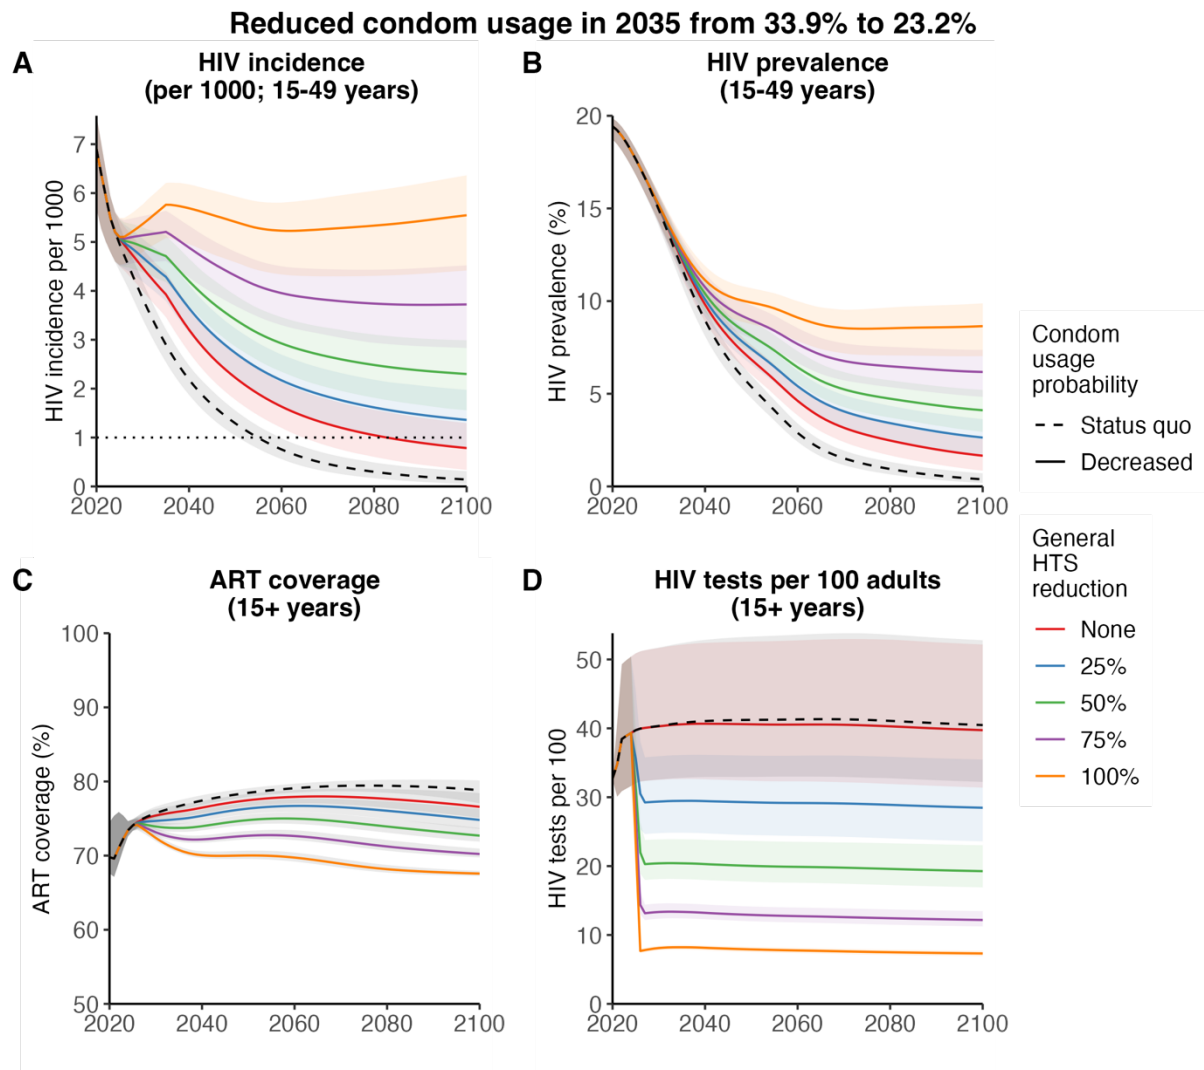 Reduced condom usage in 2035 from 33.9% to 23.2%
A
HIV incidence
(per 1000; 15-49 years)
HIV incidence per 1000
7
6
5
4
3
2
1
0
2020 2040 2060 2080 2100
B
HIV prevalence
(15-49 years)
HIV prevalence (%)
20
15
10
5
0
2020 2040 2060 2080 2100
Condom
usage
probability
Status quo
Decreased
General
HTS
reduction
None
25%
50%
75%
100%
C
ART coverage
(15+ years)
ART coverage (%)
100
90
80
70
60
50
2020 2040 2060 2080 2100
D
HIV tests per 100 adults
(15+ years)
HIV tests per 100
50
40
30
20
10
0
2020 2040 2060 2080 2100